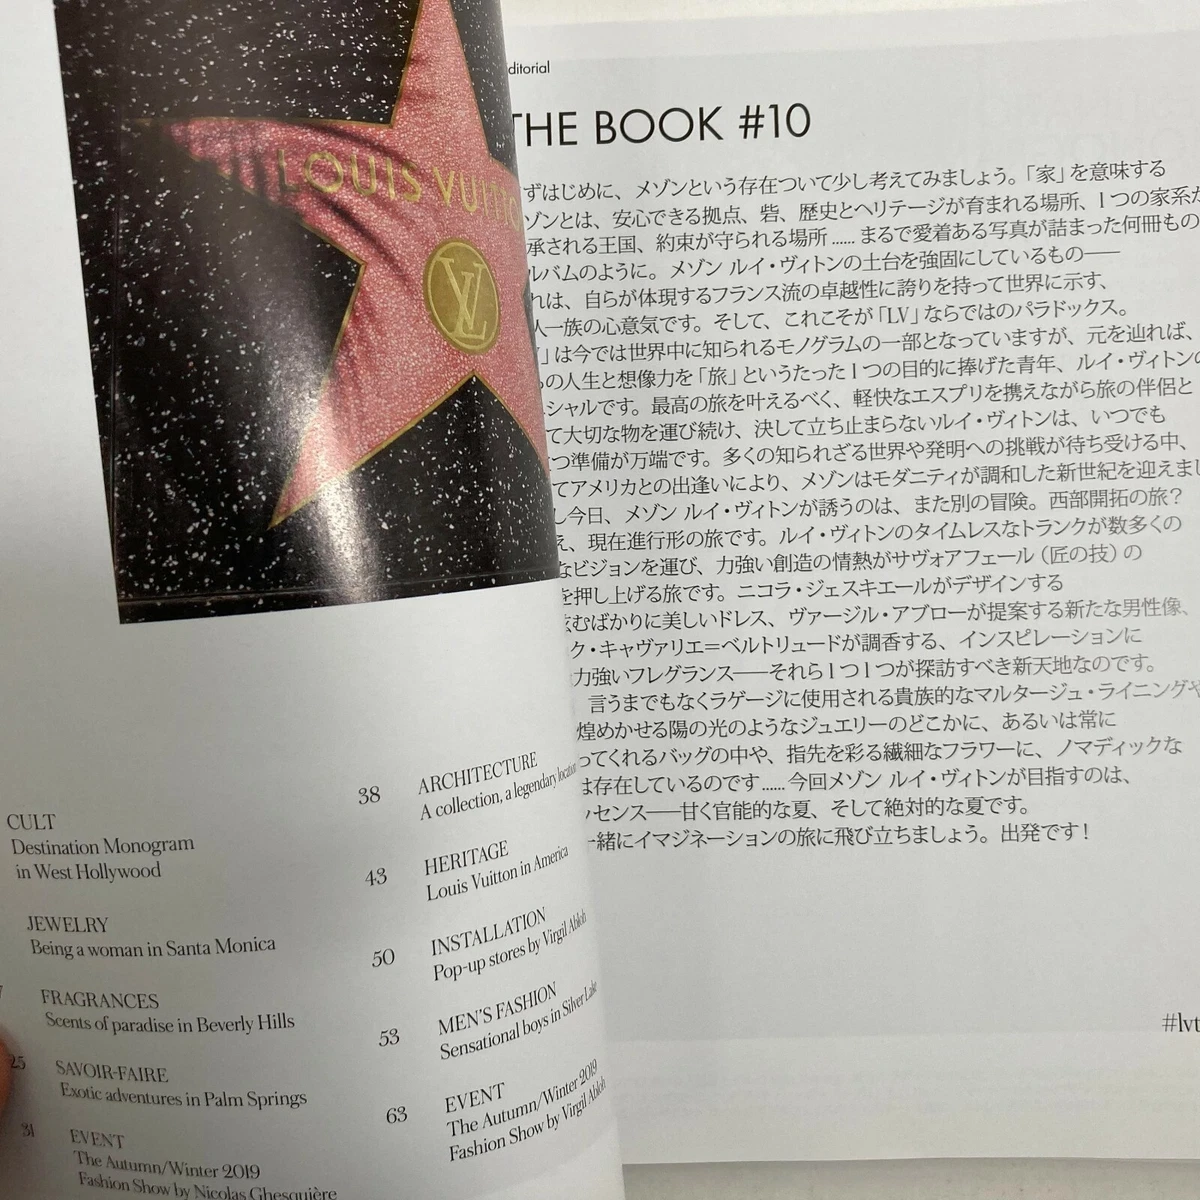 LOUIS VUITTO
LV
CULT
Destination Monogram
in West Hollywood
JEWELRY
Being a woman in Santa Monica
FRAGRANCES
Scents of paradise in Beverly Hills
25
SAVOIR-FAIRE
Exotic adventures in Palm Springs
31
EVENT
The Autumn/Winter 2019
Fashion Show by Nicolas Ghesquière
38
ARCHITECTURE
A collection, a legendary location
43
HERITAGE
Louis Vuitton in America
50
INSTALLATION
Pop-up stores by Virgil Abloh
53
MEN'S FASHION
Sensational boys in Silver Lake
63
EVENT
The Autumn/Winter 2019
Fashion Show by Virgil Abloh
ditorial
THE BOOK #10
ずはじめに、メゾンという存在ついて少し考えてみましょう。「家」を意味する
ゾンとは、安心できる拠点、砦、歴史とヘリテージが育まれる場所、1つの家系が
承される王国、約束が守られる場所……まるで愛着ある写真が詰まった何冊もの
ルバムのように。メゾン ルイ・ヴィトンの土台を強固にしているもの——
れは、自らが体現するフランス流の卓越性に誇りを持って世界に示す、
人一族の心意気です。そして、これこそが「LV」ならではのパラドックス。
」は今では世界中に知られるモノグラムの一部となっていますが、元を辿れば、
らの人生と想像力を「旅」というたった1つの目的に捧げた青年、ルイ・ヴィトンの
シャルです。最高の旅を叶えるべく、軽快なエスプリを携えながら旅の伴侶と
て大切な物を運び続け、決して立ち止まらないルイ・ヴィトンは、いつでも
つ準備が万端です。多くの知られざる世界や発明への挑戦が待ち受ける中、
てアメリカとの出逢いにより、メゾンはモダニティが調和した新世紀を迎えまし
し今日、メゾン ルイ・ヴィトンが誘うのは、また別の冒険。西部開拓の旅？
え、現在進行形の旅です。ルイ・ヴィトンのタイムレスなトランクが数多くの
なビジョンを運び、力強い創造の情熱がサヴォアフェール（匠の技）の
を押し上げる旅です。ニコラ・ジェスキエールがデザインする
むばかりに美しいドレス、ヴァージル・アブローが提案する新たな男性像、
ク・キャヴァリエ＝ベルトリュードが調香する、インスピレーションに
力強いフレグランス——それら1つ1つが探訪すべき新天地なのです。
言うまでもなくラゲージに使用される貴族的なマルタージュ・ライニングや
煌めかせる陽の光のようなジュエリーのどこかに、あるいは常に
ってくれるバッグの中や、指先を彩る繊細なフラワーに、ノマディックな
は存在しているのです……今回メゾン ルイ・ヴィトンが目指すのは、
ッセンス——甘く官能的な夏、そして絶対的な夏です。
一緒にイマジネーションの旅に飛び立ちましょう。出発です！
#lvt